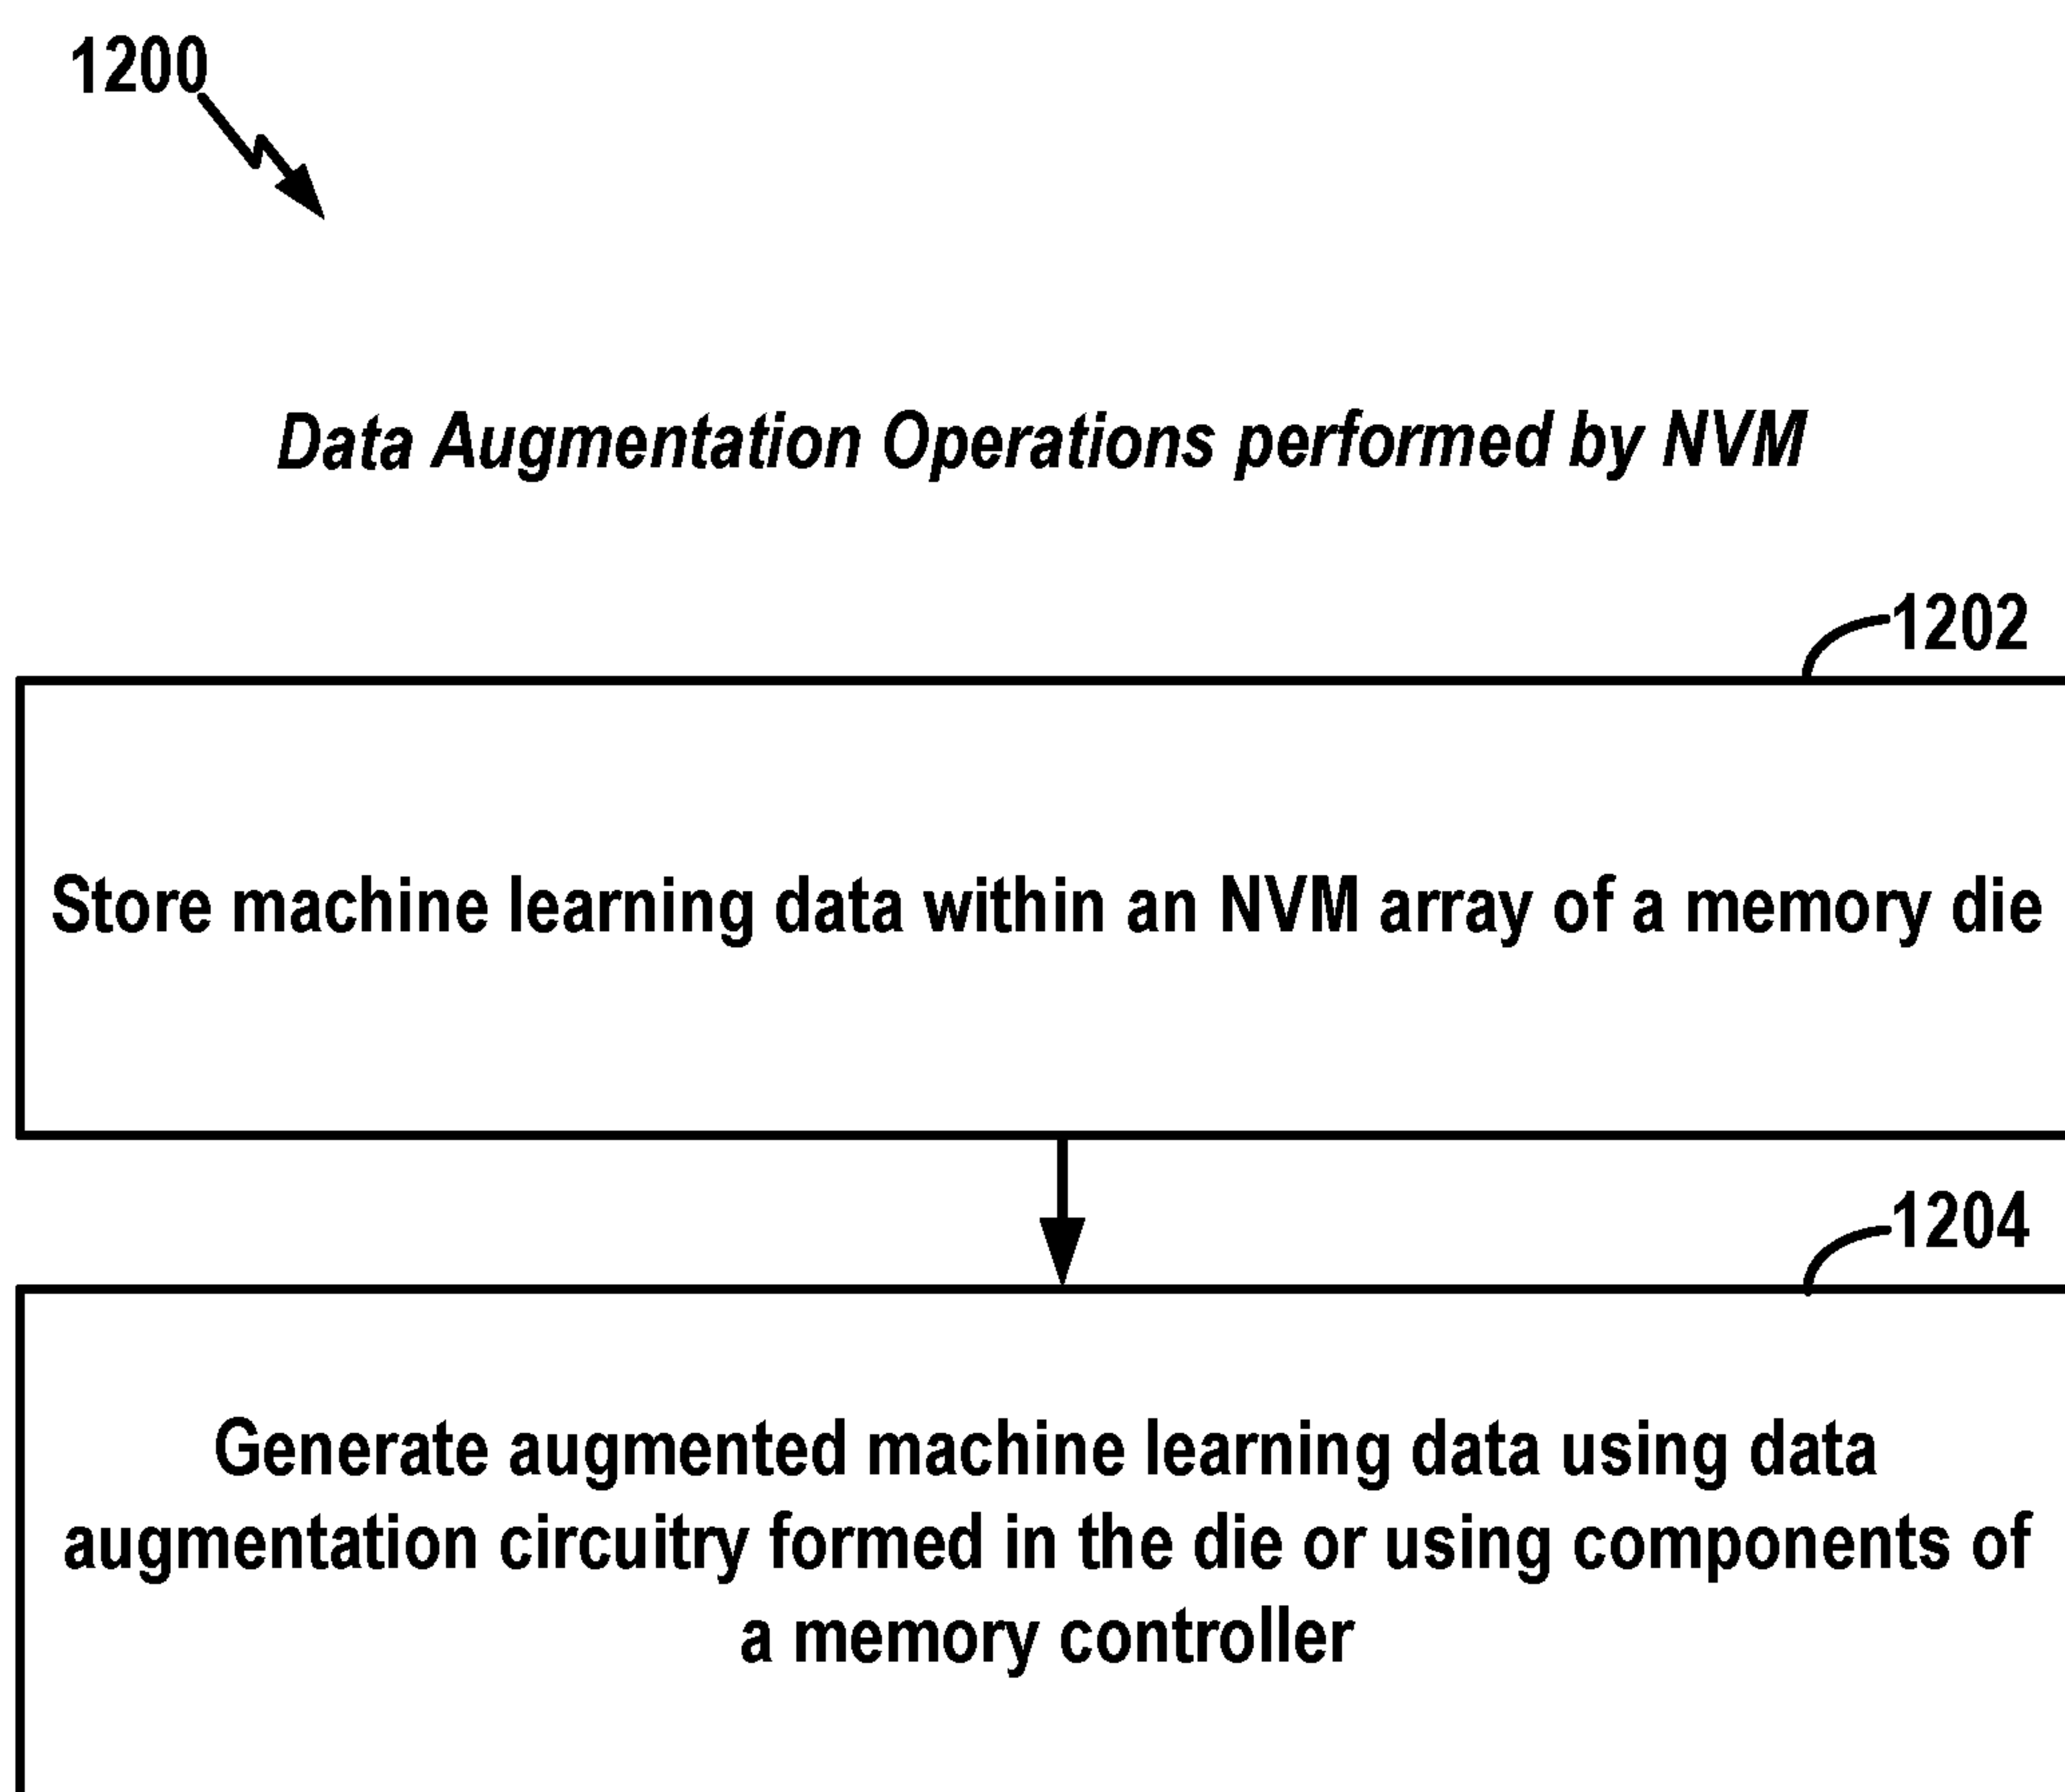 1200
Data Augmentation Operations performed by NVM
1202
Store machine learning data within an NVM array of a memory die
1204
Generate augmented machine learning data using data
augmentation circuitry formed in the die or using components of
a memory controller